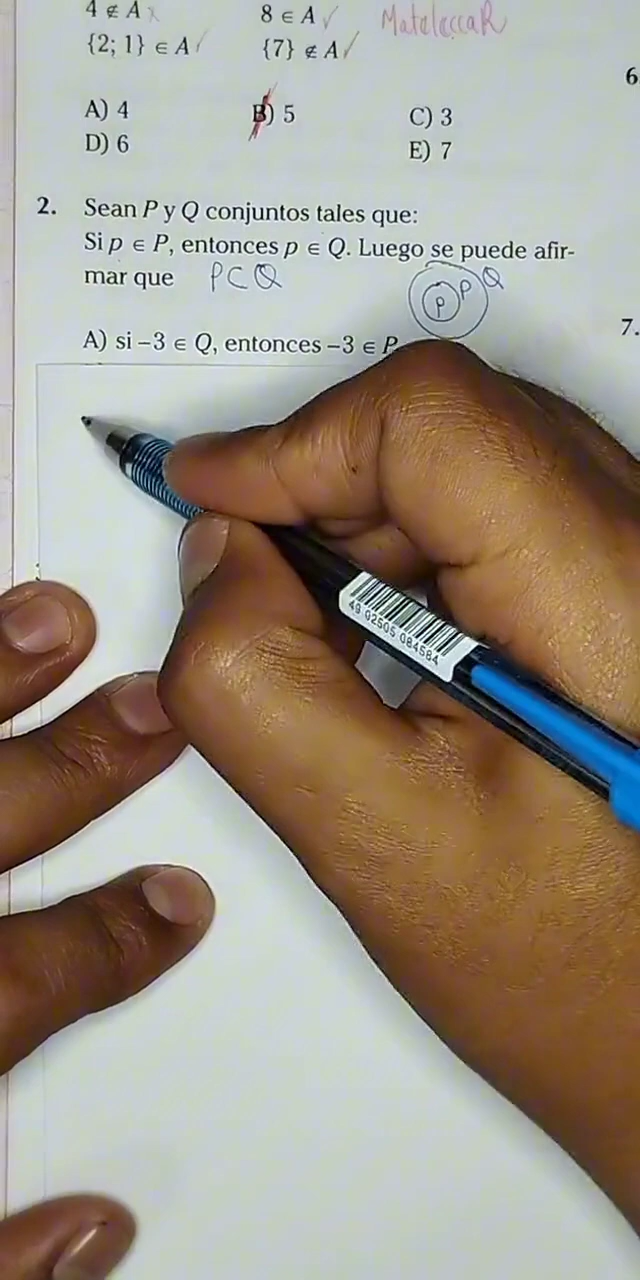 4 ∉ A x 8 ∈ A ✓ MateleccaR
{2; 1} ∈ A ✓ {7} ∉ A ✓
6
A) 4 B) 5 C) 3
D) 6 E) 7
2. Sean P y Q conjuntos tales que:
Si p ∈ P, entonces p ∈ Q. Luego se puede afir-
mar que P⊂Q p P Q
7.
A) si –3 ∈ Q, entonces –3 ∈ P
49 02505 084584